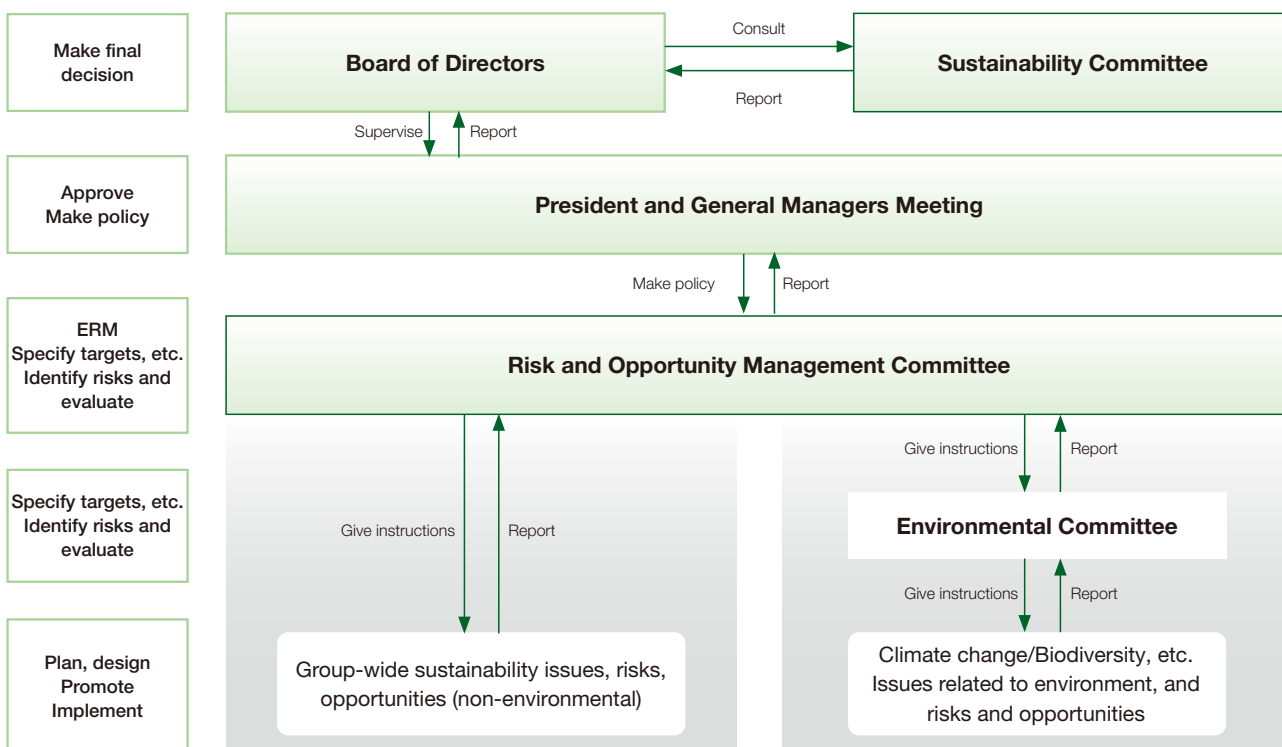 Make final
decision
Board of Directors
Consult
Report
Sustainability Committee
Supervise
Report
Approve
Make policy
President and General Managers Meeting
Make policy
Report
ERM
Specify targets, etc.
Identify risks and
evaluate
Risk and Opportunity Management Committee
Give instructions
Report
Specify targets, etc.
Identify risks and
evaluate
Give instructions
Report
Environmental Committee
Give instructions
Report
Plan, design
Promote
Implement
Group-wide sustainability issues, risks,
opportunities (non-environmental)
Climate change/Biodiversity, etc.
Issues related to environment, and
risks and opportunities